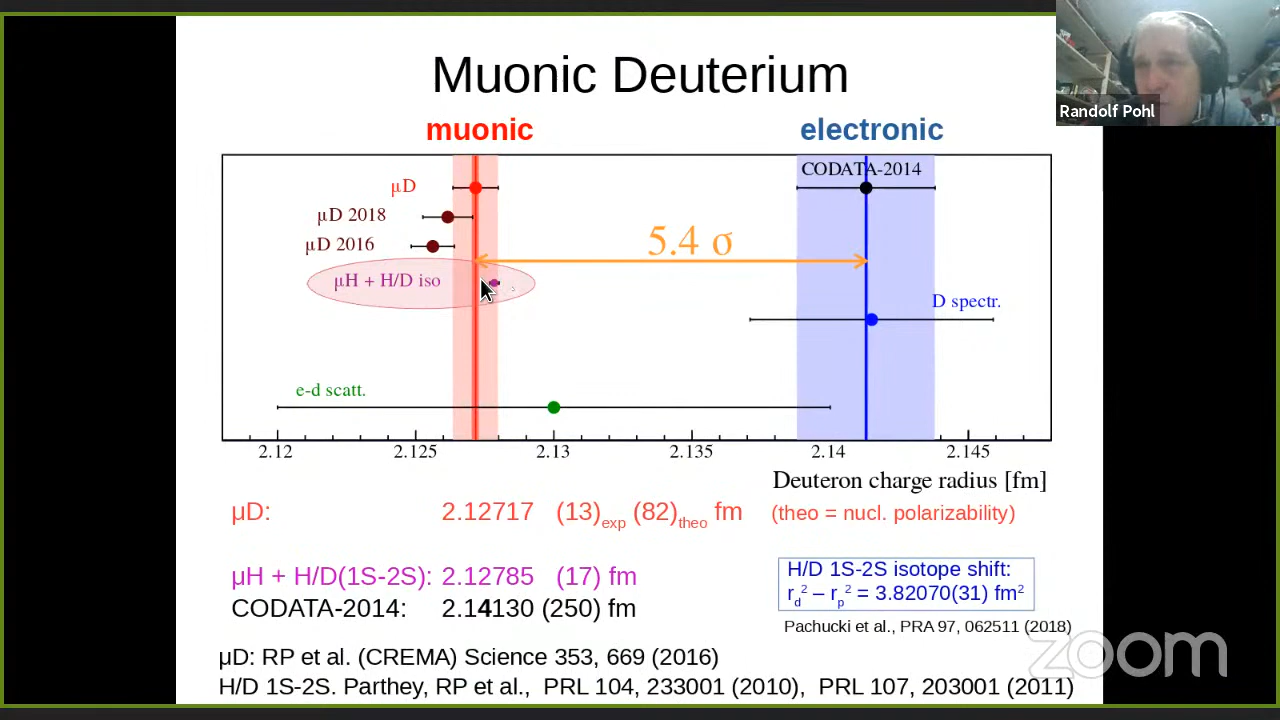 Muonic Deuterium
Randolf Pohl
muonic
electronic
CODATA-2014
μD
μD 2018
μD 2016
5.4 σ
μH + H/D iso
D spectr.
e-d scatt.
2.12 2.125 2.13 2.135 2.14 2.145
Deuteron charge radius [fm]
μD: 2.12717 (13)exp (82)theo fm (theo = nucl. polarizability)
μH + H/D(1S-2S): 2.12785 (17) fm
CODATA-2014: 2.14130 (250) fm
H/D 1S-2S isotope shift:
rd² – rp² = 3.82070(31) fm²
Pachucki et al., PRA 97, 062511 (2018)
μD: RP et al. (CREMA) Science 353, 669 (2016)
H/D 1S-2S. Parthey, RP et al., PRL 104, 233001 (2010), PRL 107, 203001 (2011)
zoom